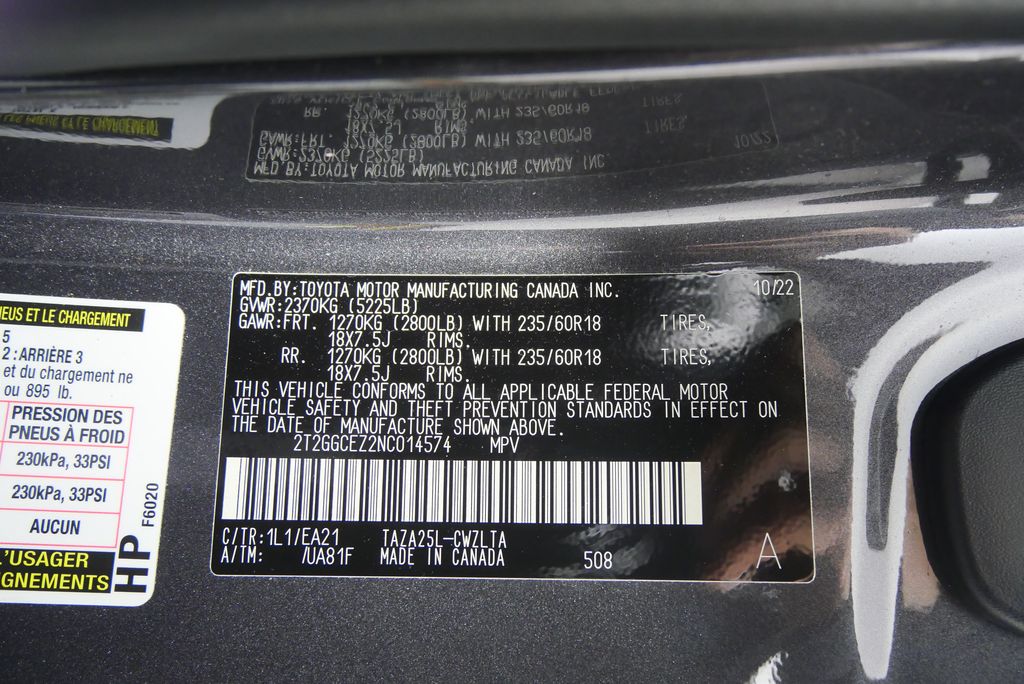 MFD.BY:TOYOTA MOTOR MANUFACTURING CANADA INC. 10/22
GVWR:2370KG (5225LB)
GAWR:FRT. 1270KG (2800LB) WITH 235/60R18 TIRES,
18X7.5J RIMS.
RR. 1270KG (2800LB) WITH 235/60R18 TIRES,
18X7.5J RIMS.
THIS VEHICLE CONFORMS TO ALL APPLICABLE FEDERAL MOTOR
VEHICLE SAFETY AND THEFT PREVENTION STANDARDS IN EFFECT ON
THE DATE OF MANUFACTURE SHOWN ABOVE.
2T2GGCEZ2NC014574 MPV
C/TR:1L1/EA21 TAZA25L-CWZLTA
A/TM: /UA81F MADE IN CANADA 508 A
NEUS ET LE CHARGEMENT
5
2 : ARRIÈRE 3
et du chargement ne
ou 895 lb.
PRESSION DES
PNEUS À FROID
230kPa, 33PSI
230kPa, 33PSI
AUCUN
L'USAGER
GNEMENTS
HP F6020